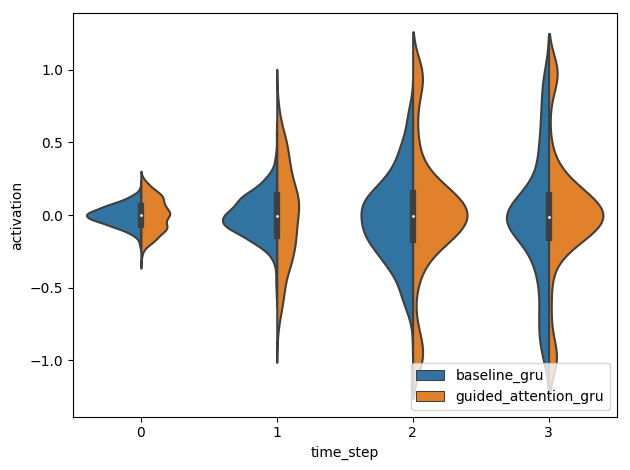 1.0
0.5
0.0
−0.5
−1.0
activation
0 1 2 3
time_step
baseline_gru
guided_attention_gru